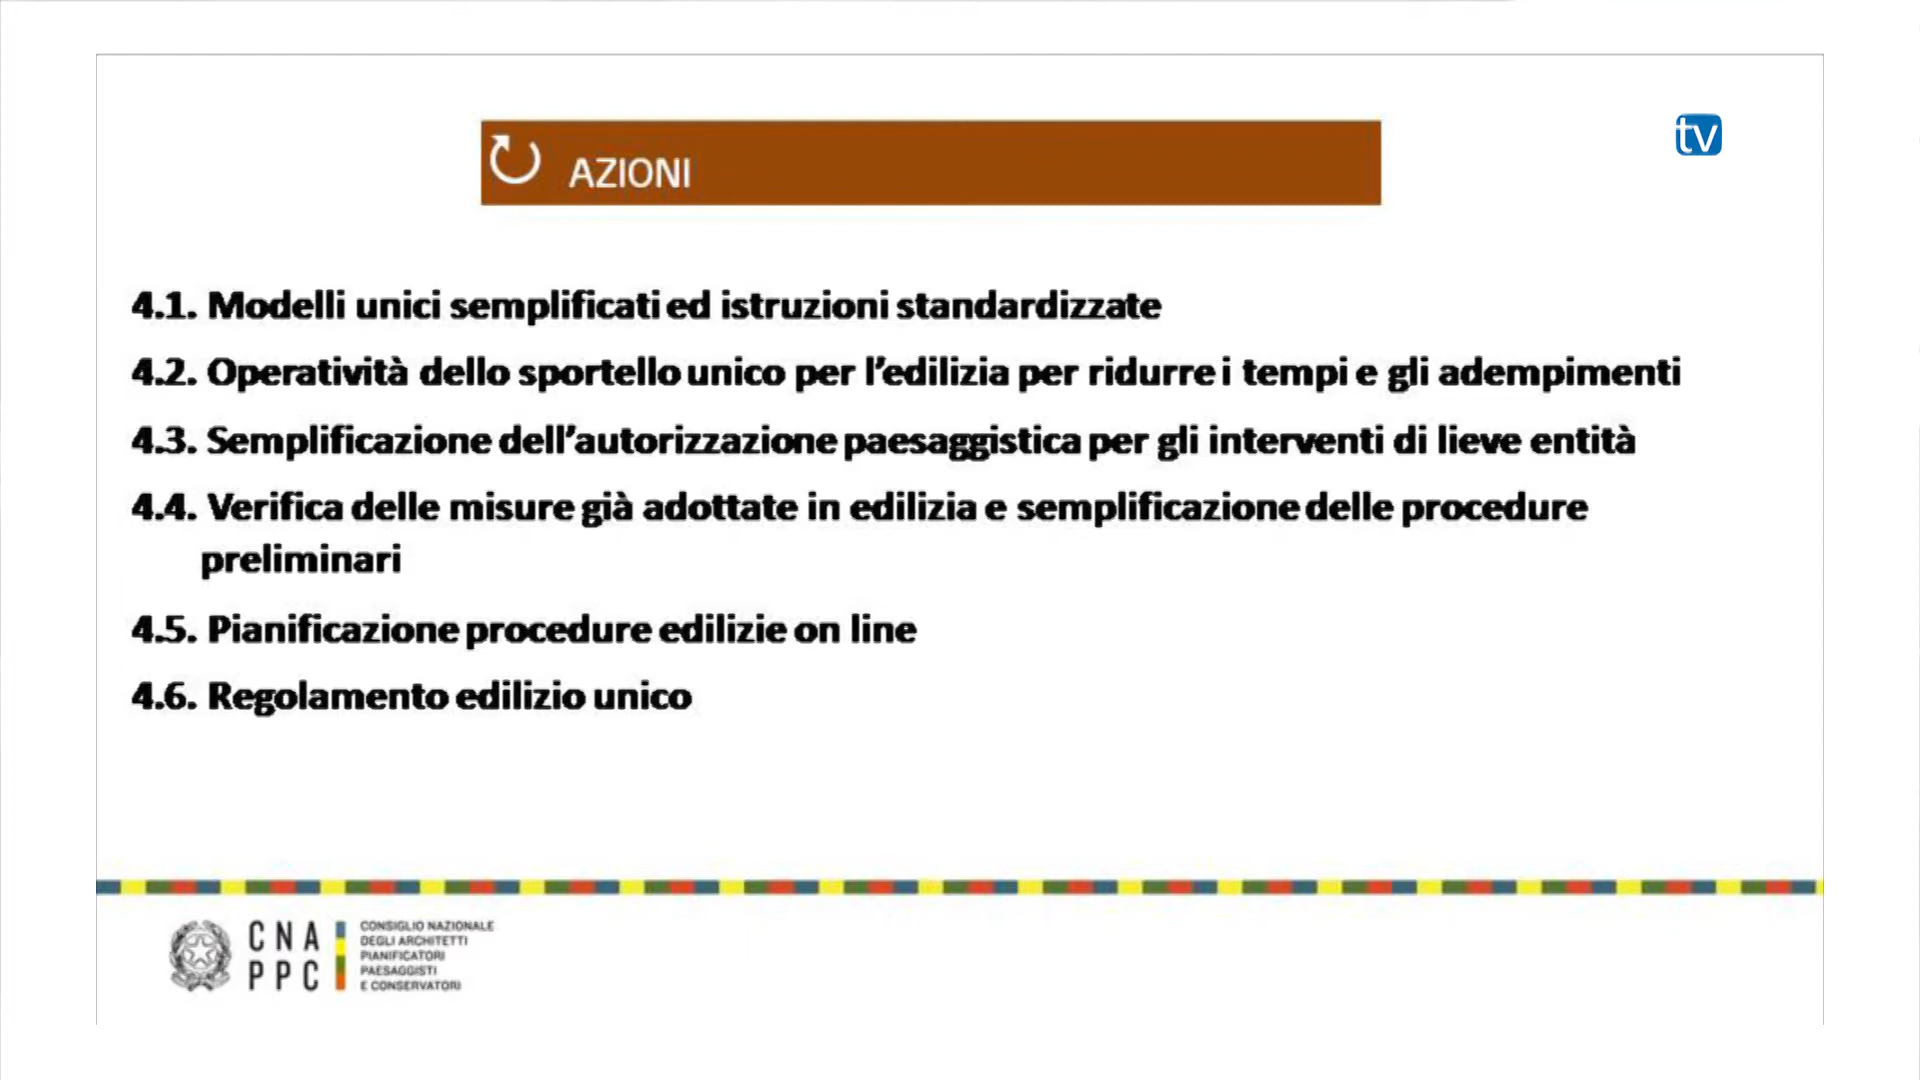 AZIONI
tv
4.1. Modelli unici semplificati ed istruzioni standardizzate
4.2. Operatività dello sportello unico per l’edilizia per ridurre i tempi e gli adempimenti
4.3. Semplificazione dell’autorizzazione paesaggistica per gli interventi di lieve entità
4.4. Verifica delle misure già adottate in edilizia e semplificazione delle procedure
preliminari
4.5. Pianificazione procedure edilizie on line
4.6. Regolamento edilizio unico
CNA
PPC
CONSIGLIO NAZIONALE
DEGLI ARCHITETTI
PIANIFICATORI
PAESAGGISTI
E CONSERVATORI